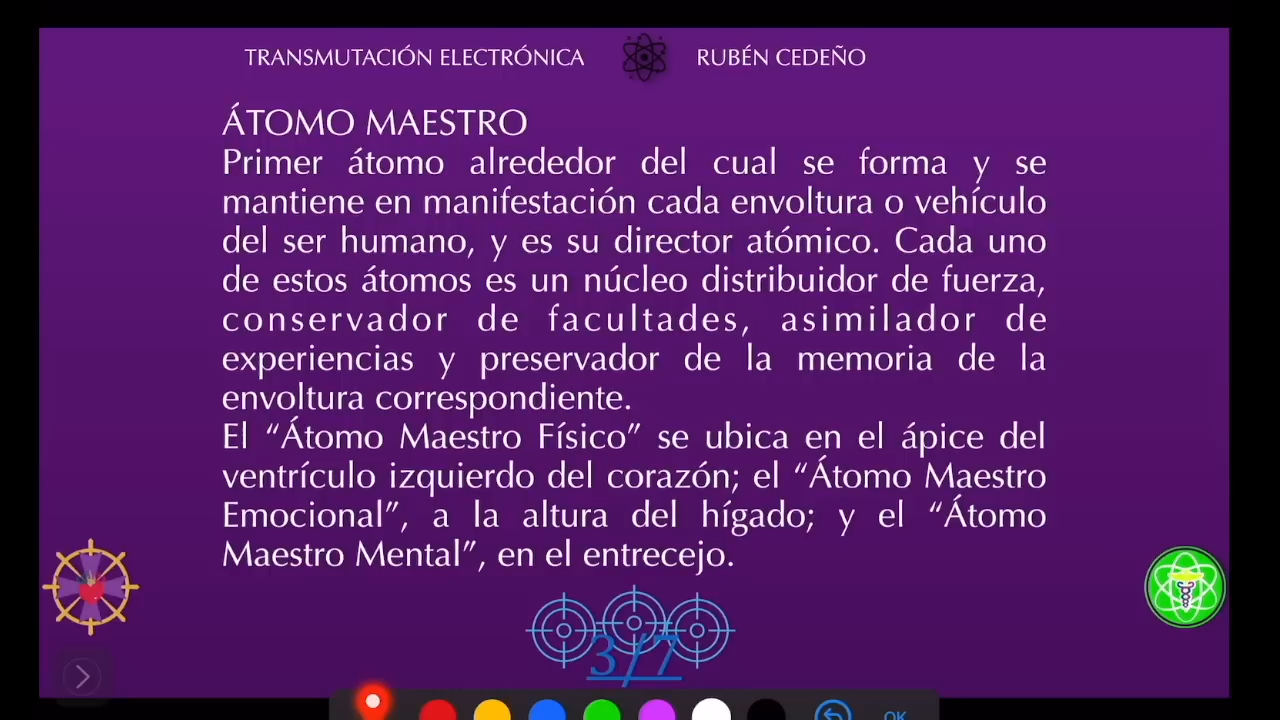 TRANSMUTACIÓN ELECTRÓNICA RUBÉN CEDEÑO
ÁTOMO MAESTRO
Primer átomo alrededor del cual se forma y se
mantiene en manifestación cada envoltura o vehículo
del ser humano, y es su director atómico. Cada uno
de estos átomos es un núcleo distribuidor de fuerza,
conservador de facultades, asimilador de
experiencias y preservador de la memoria de la
envoltura correspondiente.
El “Átomo Maestro Físico” se ubica en el ápice del
ventrículo izquierdo del corazón; el “Átomo Maestro
Emocional”, a la altura del hígado; y el “Átomo
Maestro Mental”, en el entrecejo.
3/7
OK